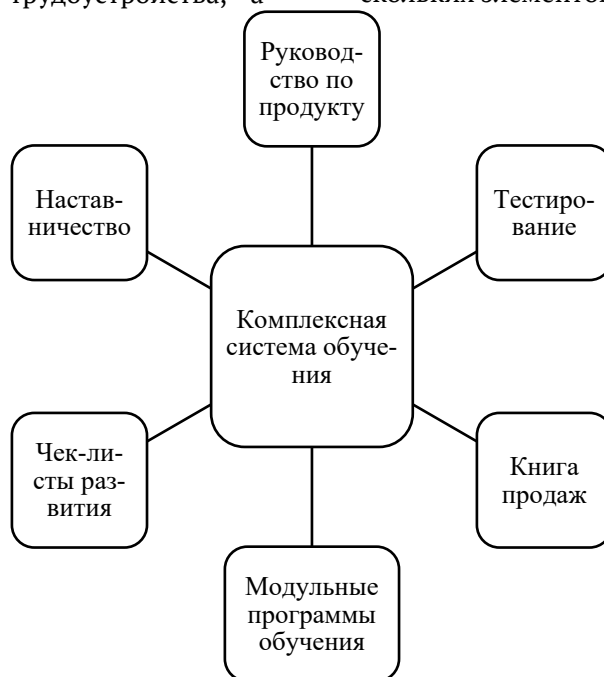 Руковод-
ство по
продукту
Настав-
ничество
Тестиро-
вание
Комплексная
система обуче-
ния
Чек-ли-
сты раз-
вития
Книга
продаж
Модульные
программы
обучения